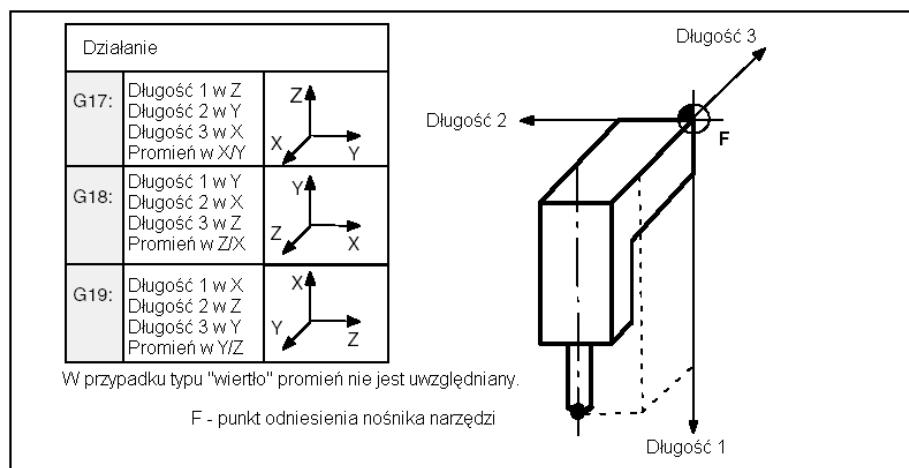 Działanie
G17:
Długość 1 w Z
Długość 2 w Y
Długość 3 w X
Promień w X/Y
Z
X
Y
G18:
Długość 1 w Y
Długość 2 w X
Długość 3 w Z
Promień w Z/X
Y
Z
X
G19:
Długość 1 w X
Długość 2 w Z
Długość 3 w Y
Promień w Y/Z
X
Y
Z
W przypadku typu "wiertło" promień nie jest uwzględniany.
F - punkt odniesienia nośnika narzędzi
Długość 3
Długość 2
F
Długość 1